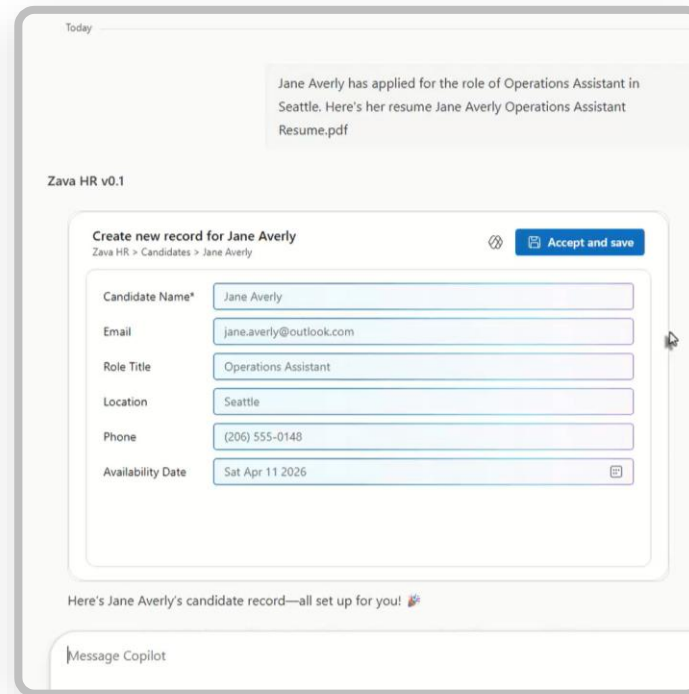 Today
Jane Averly has applied for the role of Operations Assistant in
Seattle. Here's her resume Jane Averly Operations Assistant
Resume.pdf
Zava HR v0.1
Create new record for Jane Averly
Zava HR > Candidates > Jane Averly
Accept and save
Candidate Name* Jane Averly
Email jane.averly@outlook.com
Role Title Operations Assistant
Location Seattle
Phone (206) 555-0148
Availability Date Sat Apr 11 2026
Here's Jane Averly's candidate record—all set up for you! 🎉
Message Copilot